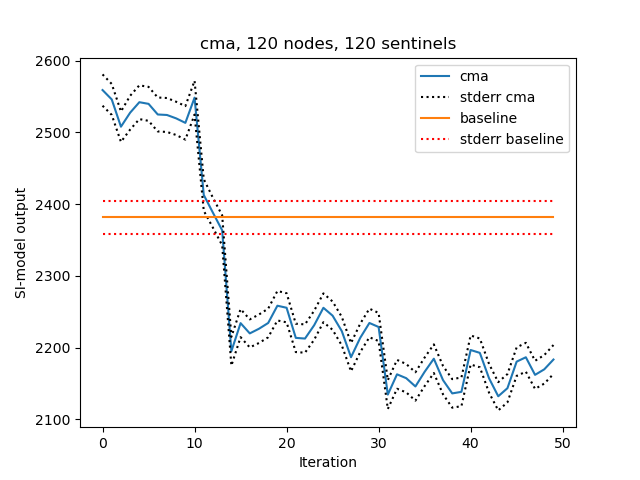 cma, 120 nodes, 120 sentinels
2600
2500
2400
2300
2200
2100
SI-model output
cma
stderr cma
baseline
stderr baseline
0
10
20
30
40
50
Iteration